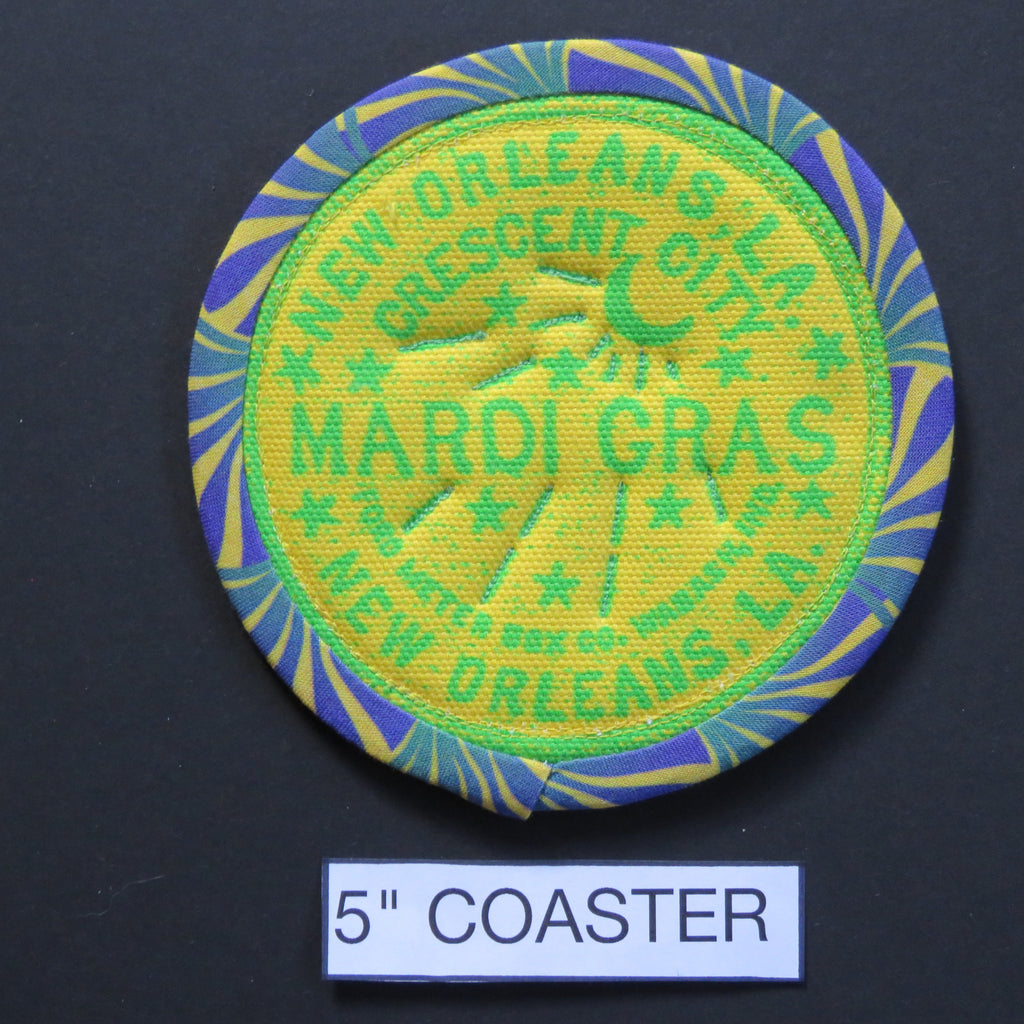 NEW ORLEANS, LA.
CRESCENT CITY
MARDI GRAS
BOX CO.
NEW ORLEANS, LA.
5" COASTER